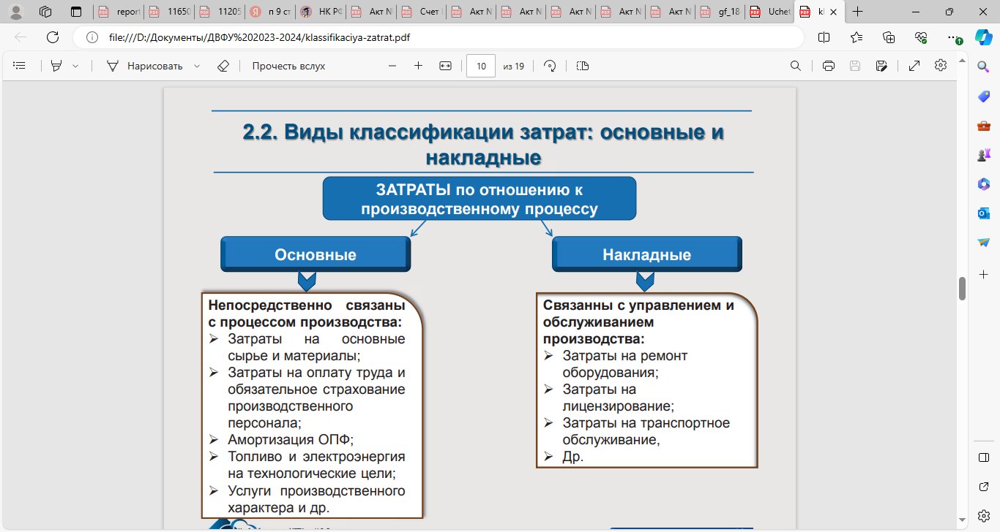 report
11650
11205
п 9 ст
НК РФ
Акт N
Счет
Акт N
Акт N
Акт N
Акт N
Акт N
gf_18-
Uchet
file:///D:/Документы/ДВФУ%202023-2024/klassifikaciya-zatrat.pdf
Нарисовать
Прочесть вслух
10
из 19
2.2. Виды классификации затрат: основные и
накладные
ЗАТРАТЫ по отношению к
производственному процессу
Основные
Накладные
Непосредственно связаны
с процессом производства:
Затраты на основные
сырье и материалы;
Затраты на оплату труда и
обязательное страхование
производственного
персонала;
Амортизация ОПФ;
Топливо и электроэнергия
на технологические цели;
Услуги производственного
характера и др.
Связанны с управлением и
обслуживанием
производства:
Затраты на ремонт
оборудования;
Затраты на
лицензирование;
Затраты на транспортное
обслуживание,
Др.